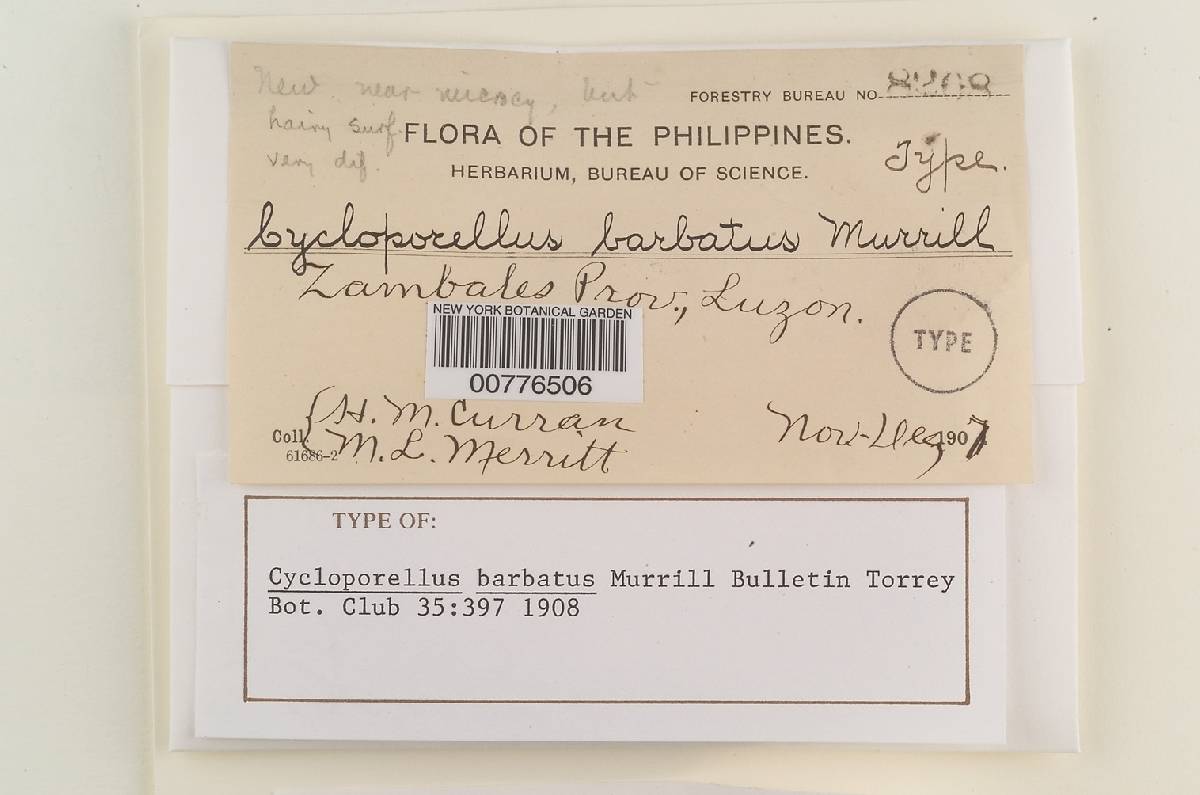 New near microcy, but
hairy surf.
very dif.
FORESTRY BUREAU NO.
FLORA OF THE PHILIPPINES.
HERBARIUM, BUREAU OF SCIENCE.
Type.
Cycloporellus barbatus Murrill
Zambales Prov., Luzon.
NEW YORK BOTANICAL GARDEN
00776506
TYPE
Coll. { H. M. Curran
M. L. Merritt
Nov-Dec, 1907
61686-2
TYPE OF:
Cycloporellus barbatus Murrill Bulletin Torrey
Bot. Club 35:397 1908